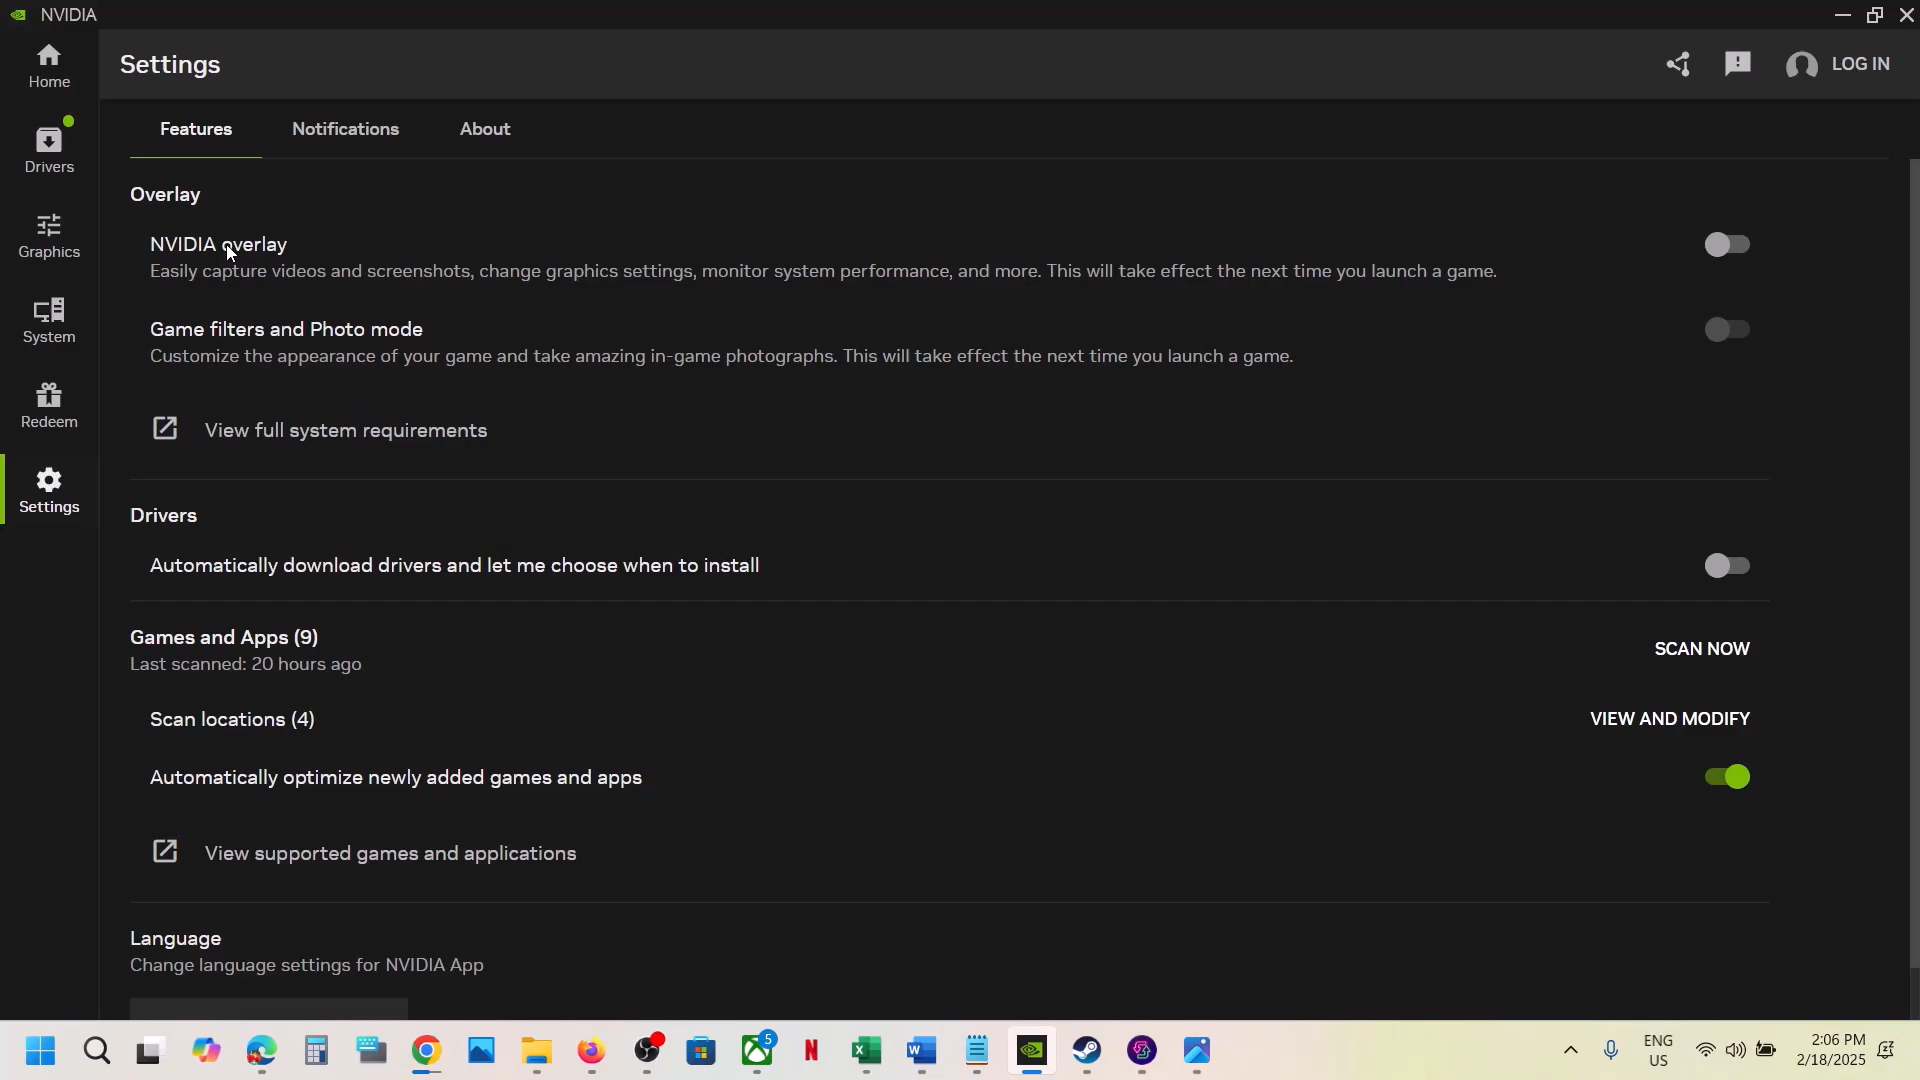 NVIDIA
Home
Drivers
Graphics
System
Redeem
Settings
Settings
LOG IN
Features
Notifications
About
Overlay
NVIDIA overlay
Easily capture videos and screenshots, change graphics settings, monitor system performance, and more. This will take effect the next time you launch a game.
Game filters and Photo mode
Customize the appearance of your game and take amazing in-game photographs. This will take effect the next time you launch a game.
View full system requirements
Drivers
Automatically download drivers and let me choose when to install
Games and Apps (9)
Last scanned: 20 hours ago
SCAN NOW
Scan locations (4)
VIEW AND MODIFY
Automatically optimize newly added games and apps
View supported games and applications
Language
Change language settings for NVIDIA App
5
ENG
US
2:06 PM
2/18/2025